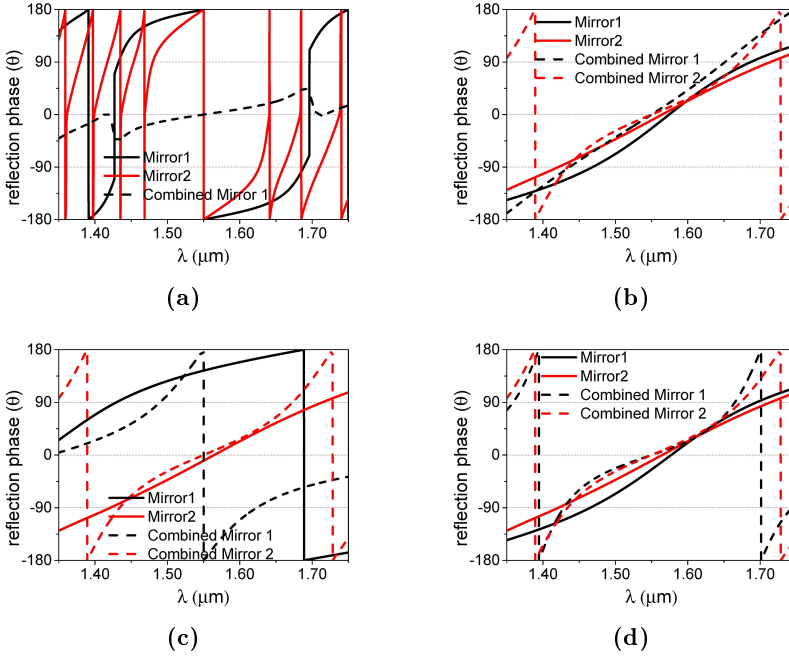 180
90
0
-90
-180
reflection phase (θ)
Mirror1
Mirror2
Combined Mirror 1
1.40
1.50
1.60
1.70
λ (μm)
(a)
180
90
0
-90
-180
reflection phase (θ)
Mirror1
Mirror2
Combined Mirror 1
Combined Mirror 2
1.40
1.50
1.60
1.70
λ (μm)
(b)
180
90
0
-90
-180
reflection phase (θ)
Mirror1
Mirror2
Combined Mirror 1
Combined Mirror 2
1.40
1.50
1.60
1.70
λ (μm)
(c)
180
90
0
-90
-180
reflection phase (θ)
Mirror1
Mirror2
Combined Mirror 1
Combined Mirror 2
1.40
1.50
1.60
1.70
λ (μm)
(d)